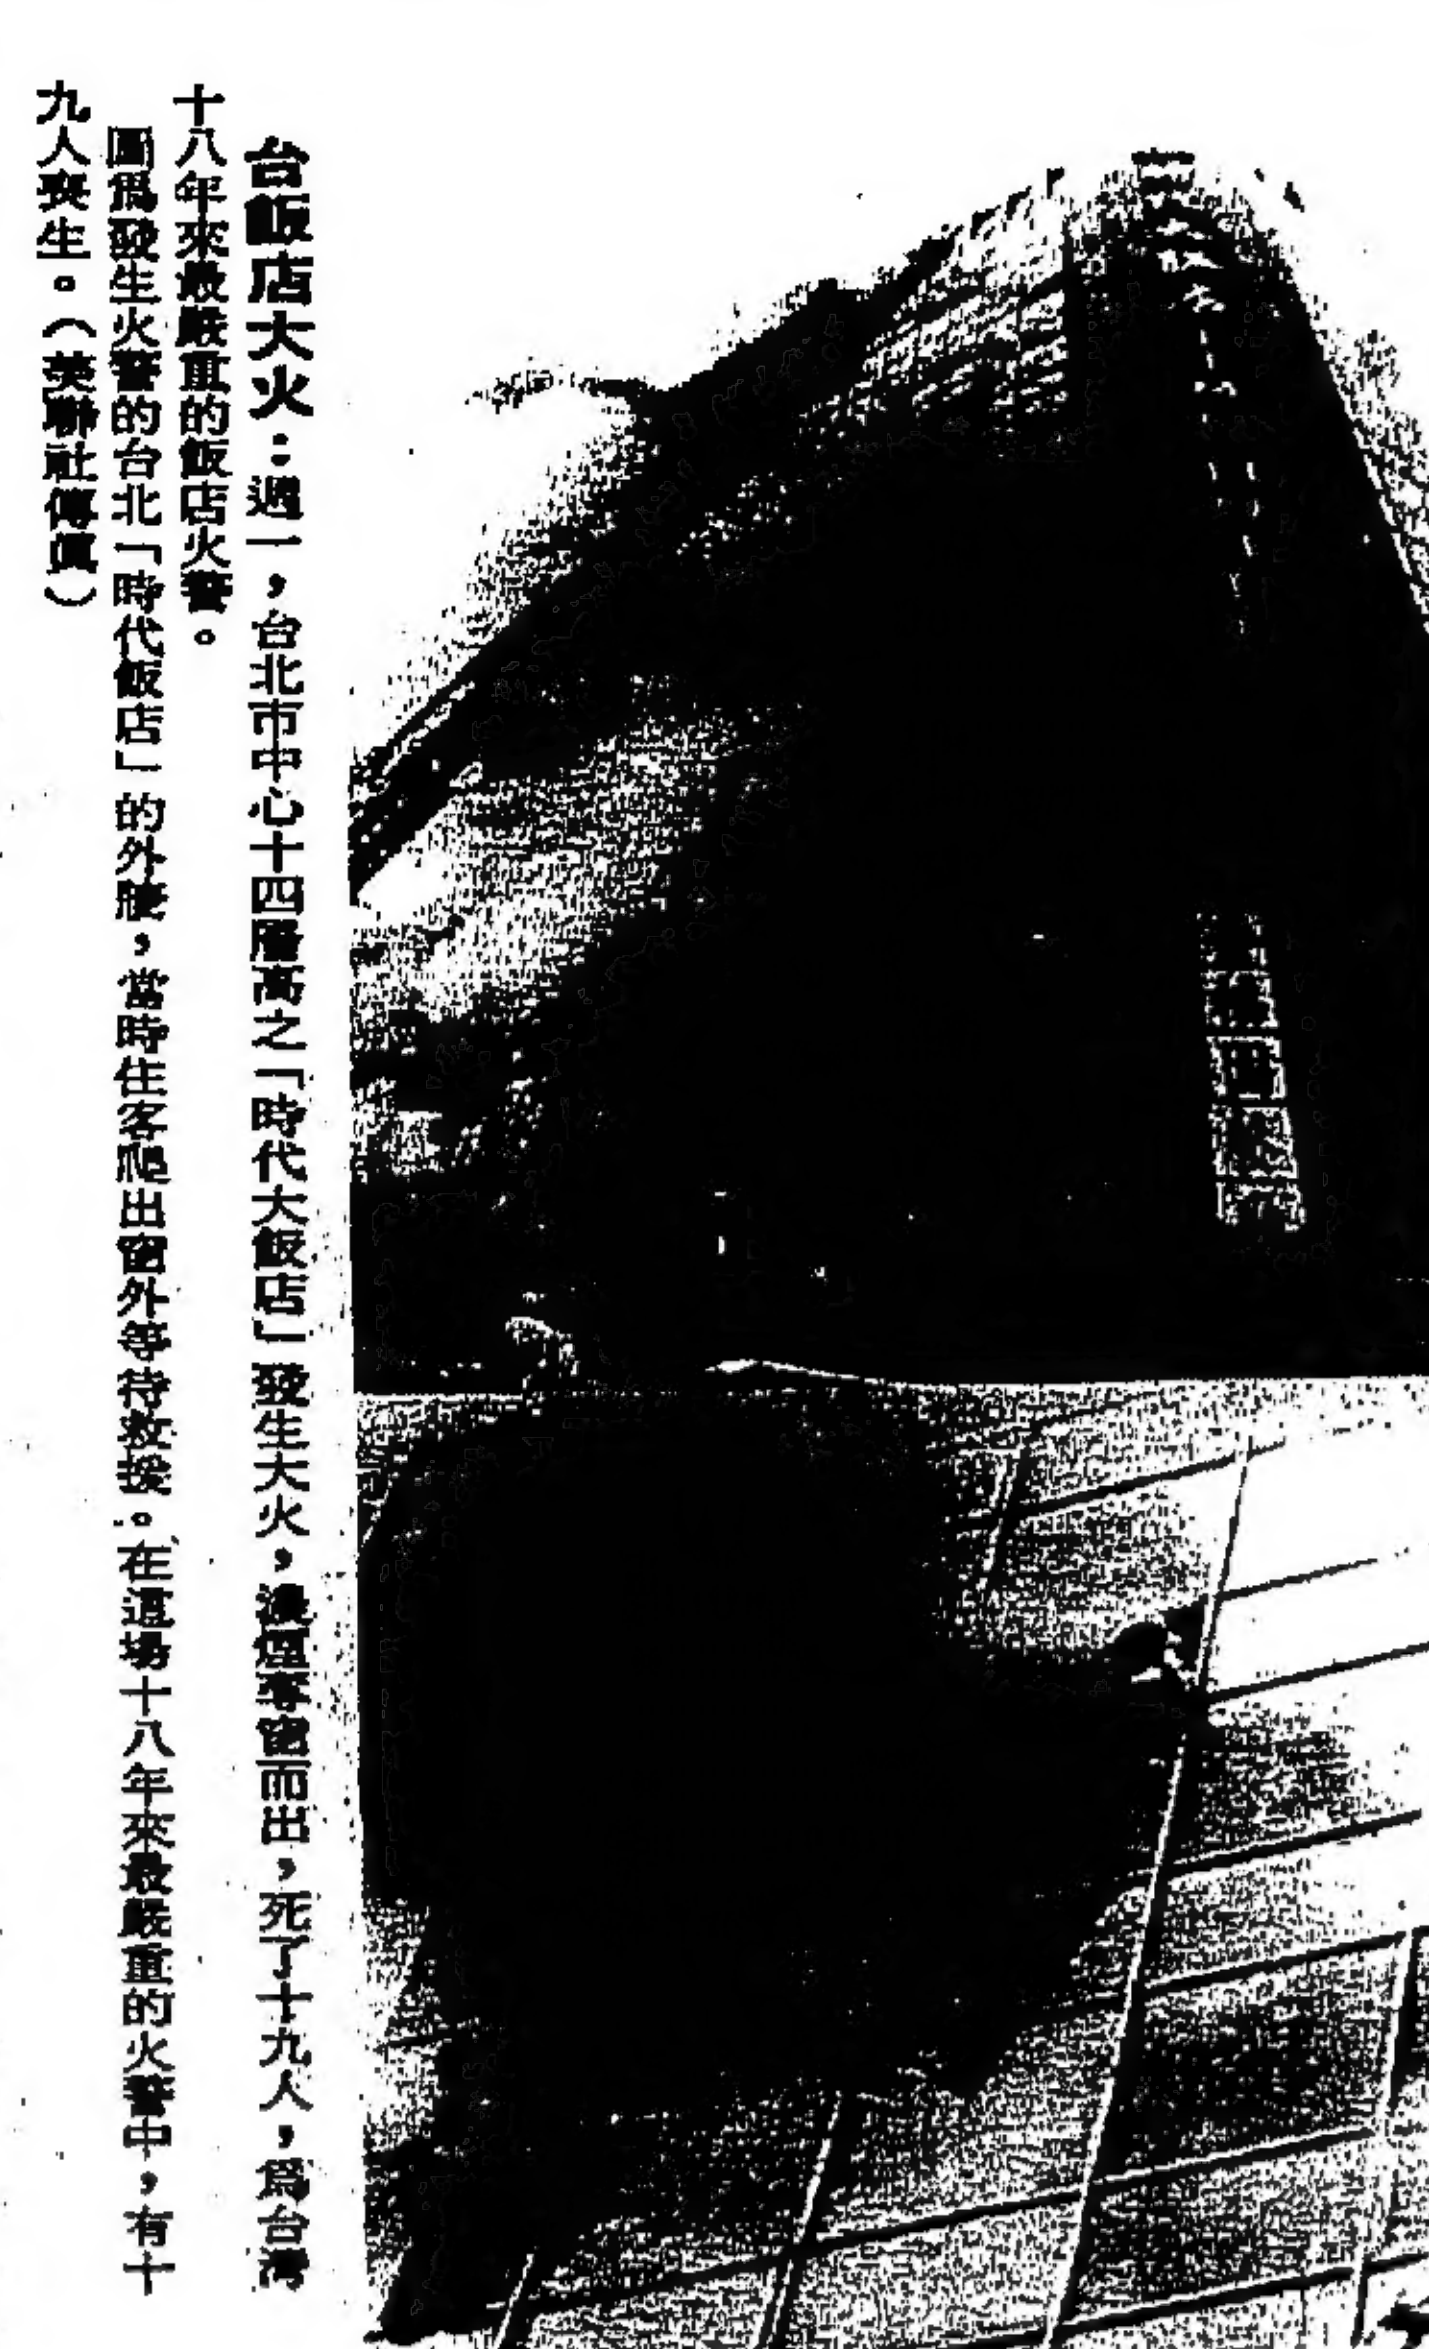 台飯店大火：週一，台北市中心十四層高之「時代大飯店」發生大火，濃煙奪窗而出，死了十九人，爲台灣
十八年來最嚴重的飯店火警。
圖爲發生火警的台北「時代飯店」的外牆，當時住客爬出窗外等待救援。在這場十八年來最嚴重的火警中，有十
九人喪生。（英聯社傳眞）